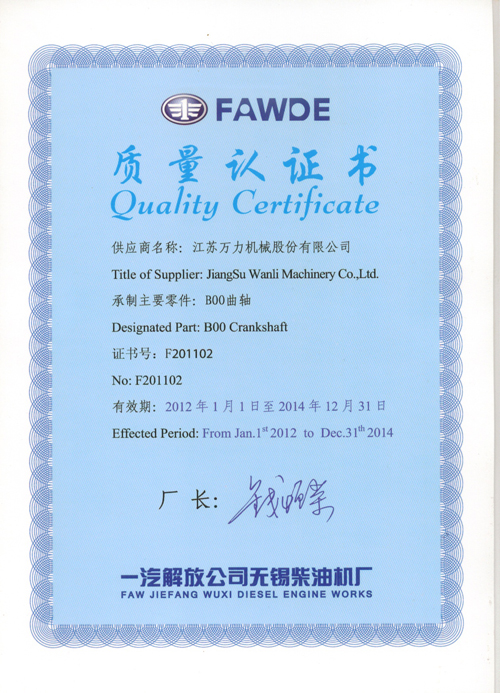 FAWDE
质量认证书
Quality Certificate
供应商名称：江苏万力机械股份有限公司
Title of Supplier: JiangSu Wanli Machinery Co.,Ltd.
承制主要零件：B00曲轴
Designated Part: B00 Crankshaft
证书号：F201102
No: F201102
有效期：2012年1月1日至2014年12月31日
Effected Period: From Jan.1st 2012 to Dec.31th 2014
厂 长：
一汽解放公司无锡柴油机厂
FAW JIEFANG WUXI DIESEL ENGINE WORKS